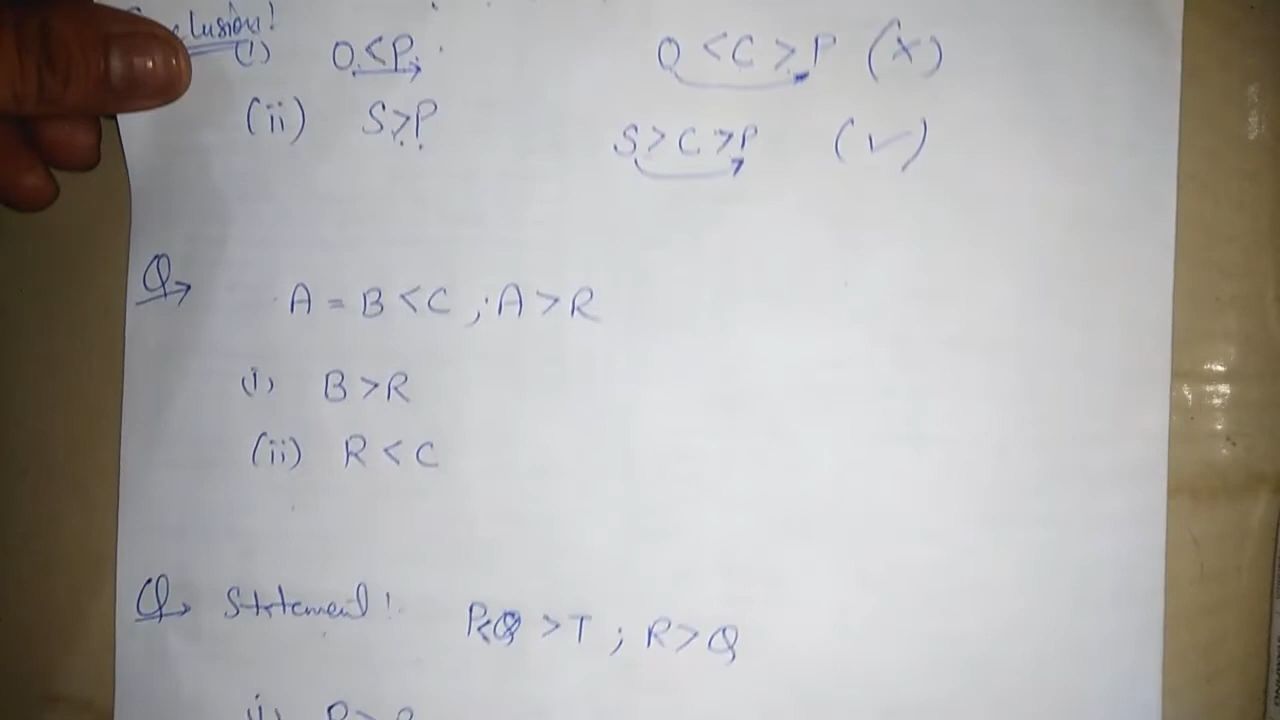 (i) O < P, O < C > P (×)
(ii) S > P S > C > P (✓)
Q→ A = B < C ; A > R
(i) B > R
(ii) R < C
Q→ Statement! P<Q > T ; R > Q